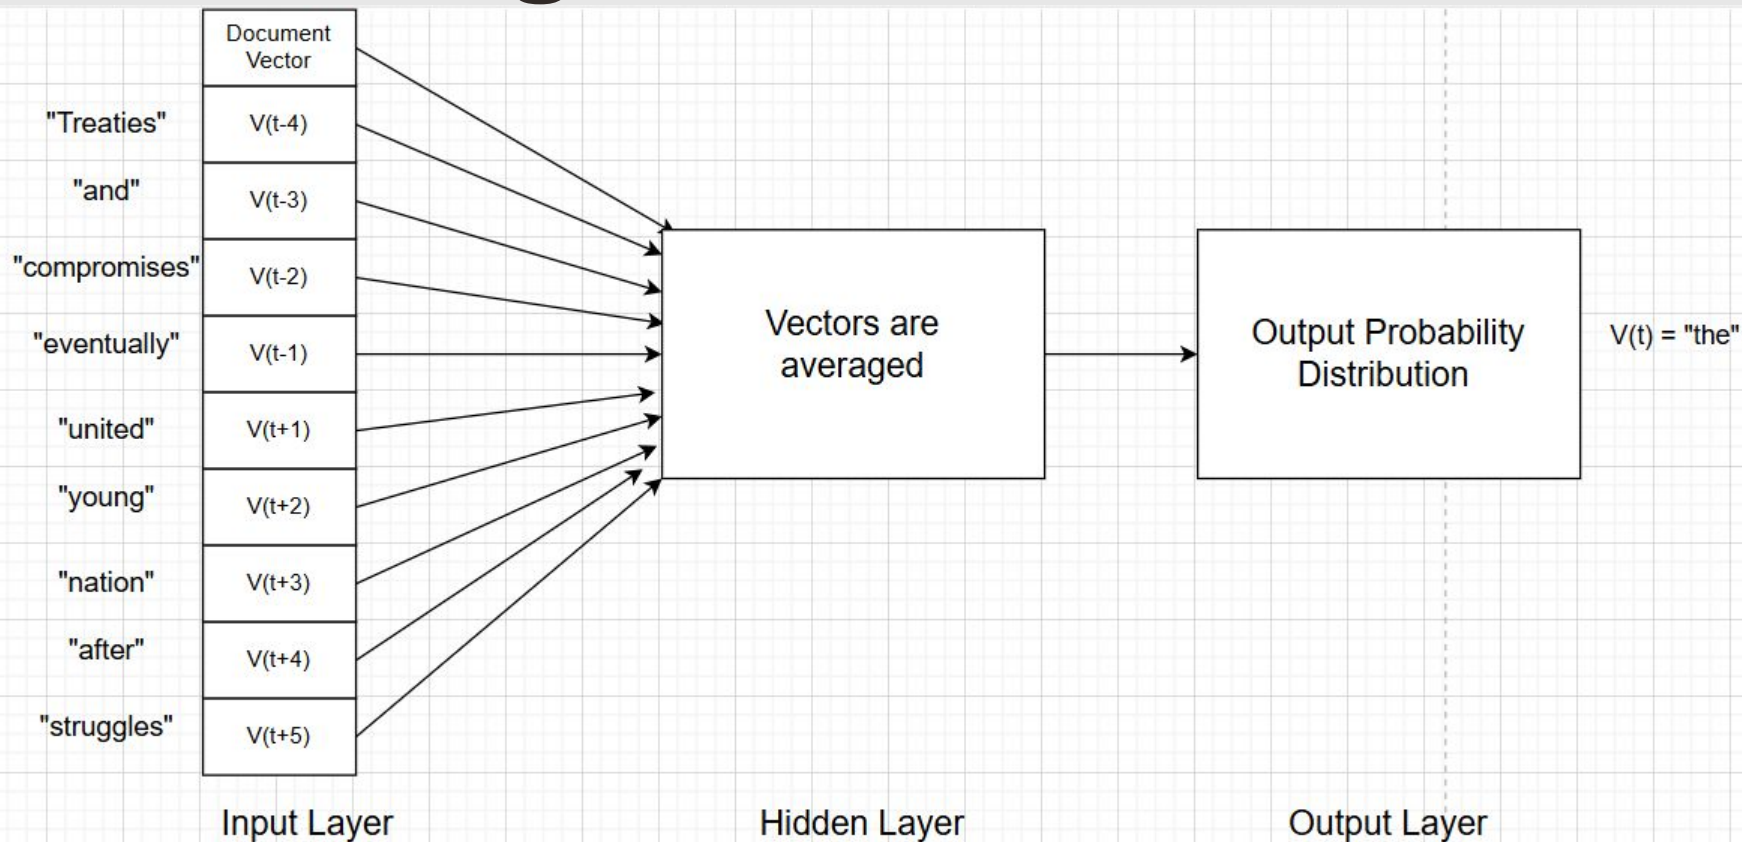 Document
Vector
"Treaties"
V(t-4)
"and"
V(t-3)
"compromises"
V(t-2)
"eventually"
V(t-1)
"united"
V(t+1)
"young"
V(t+2)
"nation"
V(t+3)
"after"
V(t+4)
"struggles"
V(t+5)
Vectors are
averaged
Output Probability
Distribution
V(t) = "the"
Input Layer
Hidden Layer
Output Layer